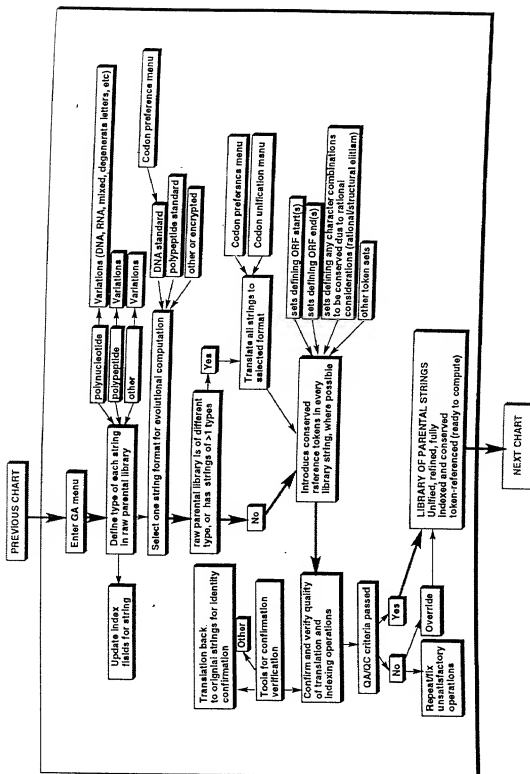 PREVIOUS CHART
Enter GA menu
Update index
fields for string
Define type of each string
in raw parental library
polynucleotide
polypeptide
other
Variations (DNA, RNA, mixed, degenerate letters, etc)
Variations
Variations
Select one string format for evolutional computation
DNA standard
polypeptide standard
other or encrypted
Codon preference menu
raw parental library is of different
type, or has strings of >1 types
Yes
No
Translate all strings to
selected format
Codon preferance menu
Codon unification menu
Introduce conserved
reference tokens in every
library string, where possible
sets defining ORF start(s)
sets defining ORF end(s)
sets defining any character combinations
to be conserved due to rational
considerations (rational/structural elitism)
other token sets
Translation back
to orignial strings for identity
confirmation
Other
Tools for confirmation
verification
Confirm and verify quality
of translation and
indexing operations
QA/QC criteria passed
Yes
No
Override
Repeat/fix
unsatisfactory
operations
LIBRARY OF PARENTAL STRINGS
Unified, refined, fully
indexed and conserved
token-referenced (ready to compute)
NEXT CHART